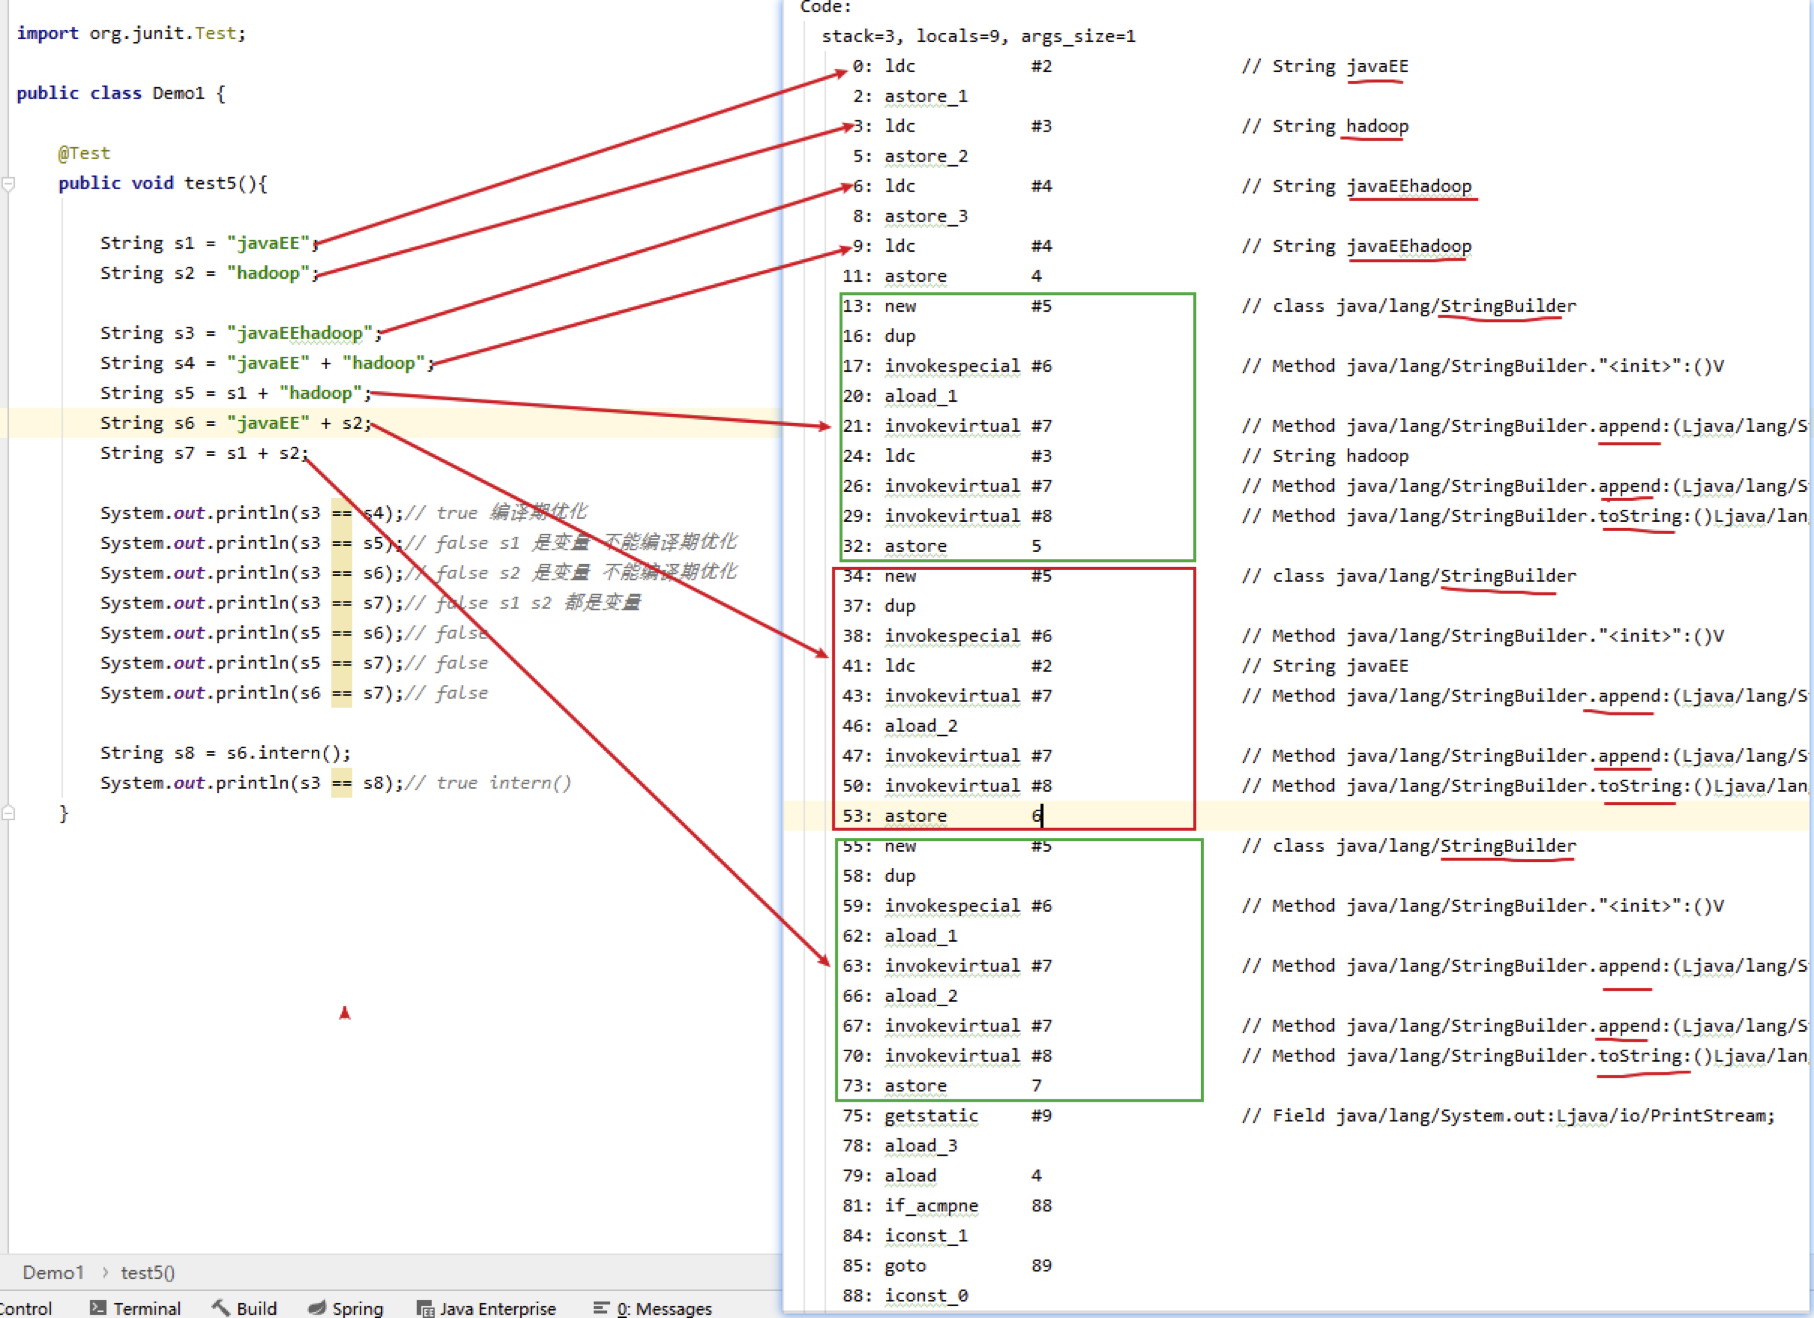 import org.junit.Test;
public class Demo1 {
@Test
public void test5(){
String s1 = "javaEE";
String s2 = "hadoop";
String s3 = "javaEEhadoop";
String s4 = "javaEE" + "hadoop";
String s5 = s1 + "hadoop";
String s6 = "javaEE" + s2;
String s7 = s1 + s2;
System.out.println(s3 == s4);// true 编译期优化
System.out.println(s3 == s5);// false s1 是变量 不能编译期优化
System.out.println(s3 == s6);// false s2 是变量 不能编译期优化
System.out.println(s3 == s7);// false s1 s2 都是变量
System.out.println(s5 == s6);// false
System.out.println(s5 == s7);// false
System.out.println(s6 == s7);// false
String s8 = s6.intern();
System.out.println(s3 == s8);// true intern()
}
Demo1 › test5()
Control Terminal Build Spring Java Enterprise 0: Messages
Code:
stack=3, locals=9, args_size=1
0: ldc #2 // String javaEE
2: astore_1
3: ldc #3 // String hadoop
5: astore_2
6: ldc #4 // String javaEEhadoop
8: astore_3
9: ldc #4 // String javaEEhadoop
11: astore 4
13: new #5 // class java/lang/StringBuilder
16: dup
17: invokespecial #6 // Method java/lang/StringBuilder."<init>":()V
20: aload_1
21: invokevirtual #7 // Method java/lang/StringBuilder.append:(Ljava/lang/S
24: ldc #3 // String hadoop
26: invokevirtual #7 // Method java/lang/StringBuilder.append:(Ljava/lang/S
29: invokevirtual #8 // Method java/lang/StringBuilder.toString:()Ljava/lan
32: astore 5
34: new #5 // class java/lang/StringBuilder
37: dup
38: invokespecial #6 // Method java/lang/StringBuilder."<init>":()V
41: ldc #2 // String javaEE
43: invokevirtual #7 // Method java/lang/StringBuilder.append:(Ljava/lang/S
46: aload_2
47: invokevirtual #7 // Method java/lang/StringBuilder.append:(Ljava/lang/S
50: invokevirtual #8 // Method java/lang/StringBuilder.toString:()Ljava/lan
53: astore 6
55: new #5 // class java/lang/StringBuilder
58: dup
59: invokespecial #6 // Method java/lang/StringBuilder."<init>":()V
62: aload_1
63: invokevirtual #7 // Method java/lang/StringBuilder.append:(Ljava/lang/S
66: aload_2
67: invokevirtual #7 // Method java/lang/StringBuilder.append:(Ljava/lang/S
70: invokevirtual #8 // Method java/lang/StringBuilder.toString:()Ljava/lan
73: astore 7
75: getstatic #9 // Field java/lang/System.out:Ljava/io/PrintStream;
78: aload_3
79: aload 4
81: if_acmpne 88
84: iconst_1
85: goto 89
88: iconst_0